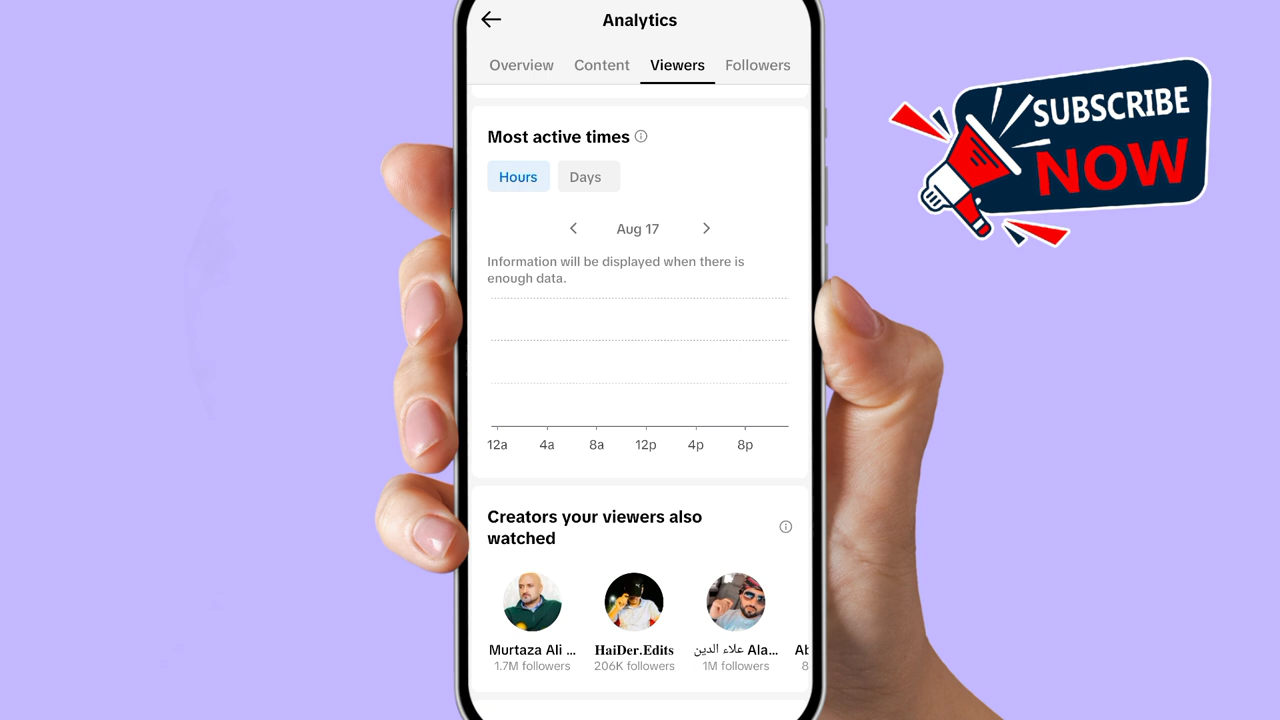 Analytics
Overview Content Viewers Followers
Most active times
Hours Days
Aug 17
Information will be displayed when there is
enough data.
12a 4a 8a 12p 4p 8p
Creators your viewers also
watched
Murtaza Ali ... HaiDer.Edits علاء الدين Ala... Ab
1.7M followers 206K followers 1M followers 8
SUBSCRIBE
NOW